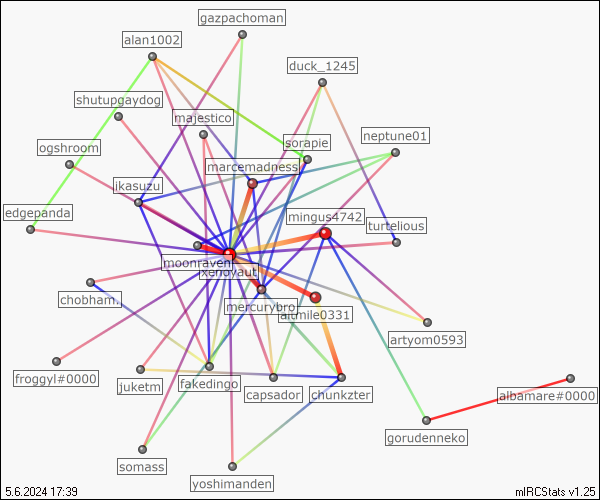 gazpachoman
alan1002
duck_1245
shutupgaydog
majestico
neptune01
sorapie
ogshroom
marcemadness
ikasuzu
edgepanda
mingus4742
turtelious
moonraven
xenovaut
chobham.
mercurybro
artyom0593
froggyl#0000
juketm
fakedingo
capsador
chunkzter
albamare#0000
gorudenneko
somass
yoshimanden
5.6.2024 17:39
mIRCStats v1.25